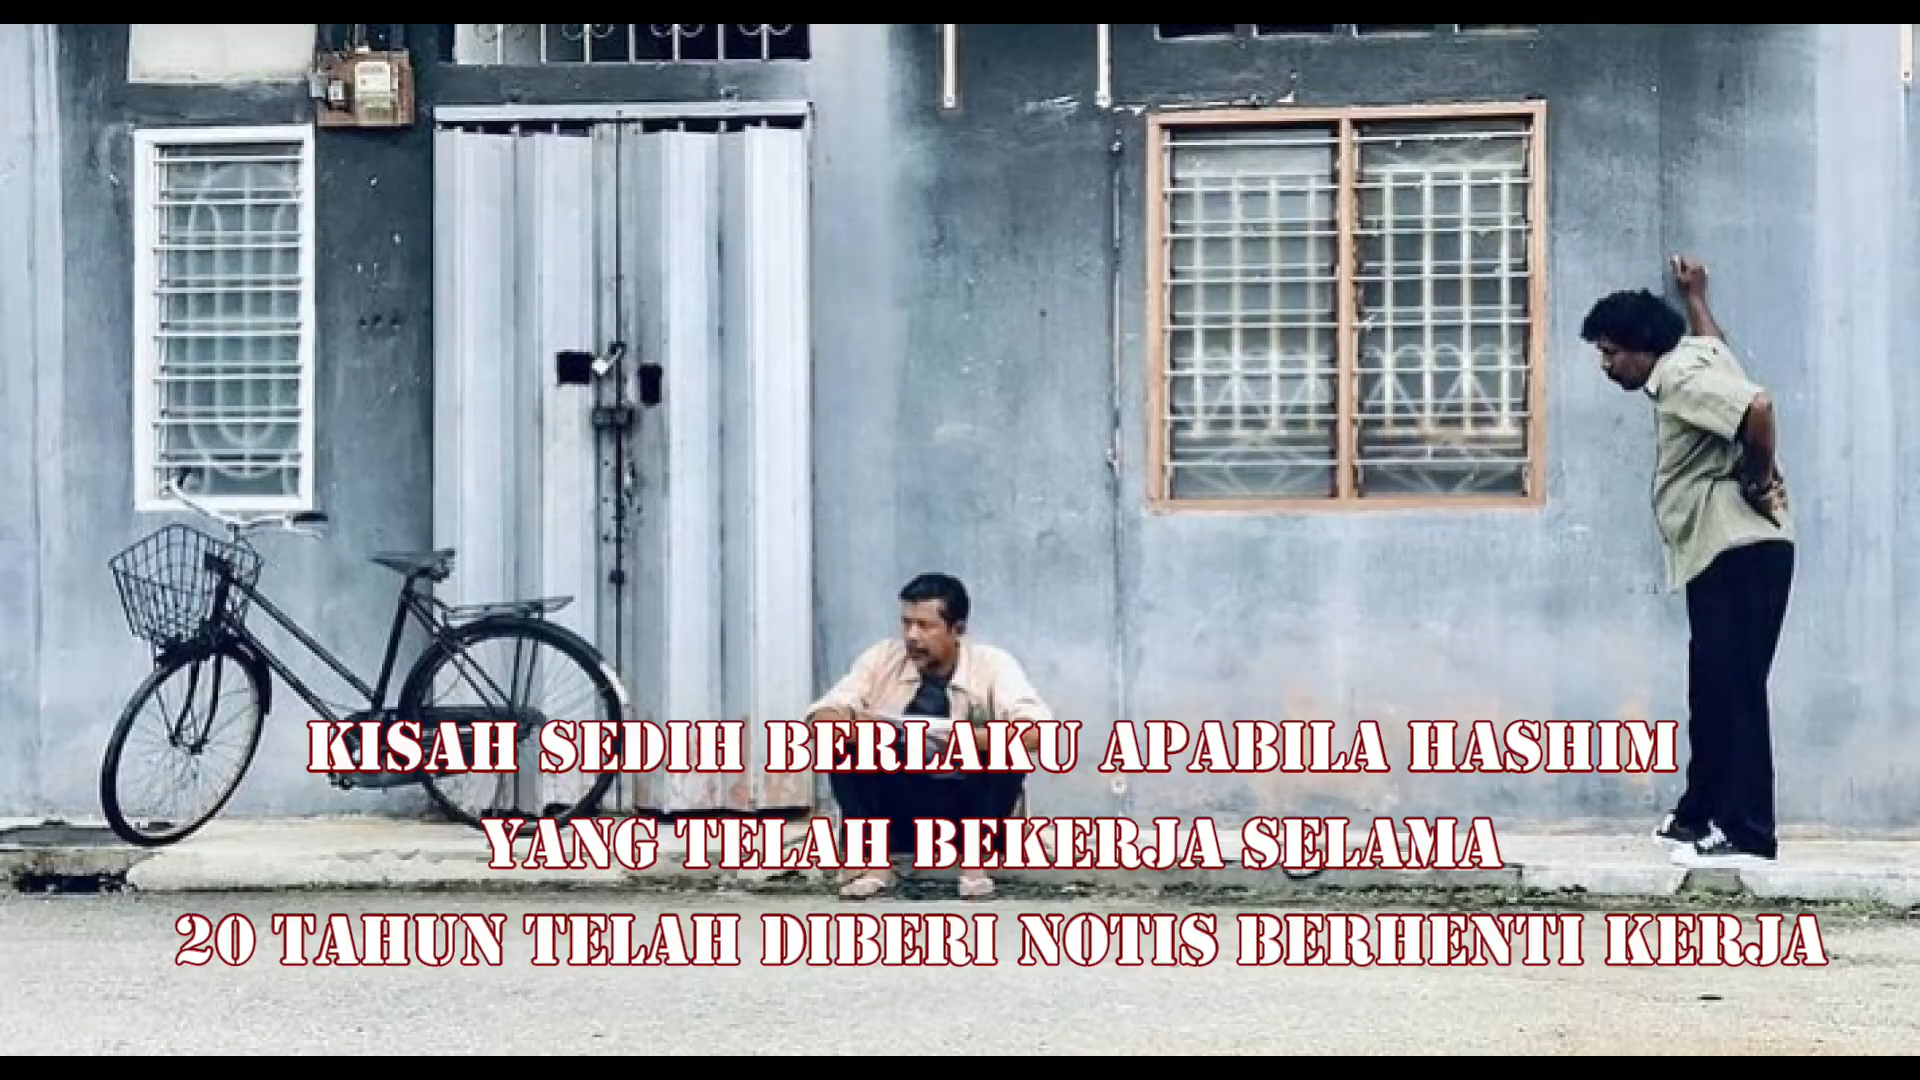 KISAH SEDIH BERLAKU APABILA HASHIM
YANG TELAH BEKERJA SELAMA
20 TAHUN TELAH DIBERI NOTIS BERHENTI KERJA